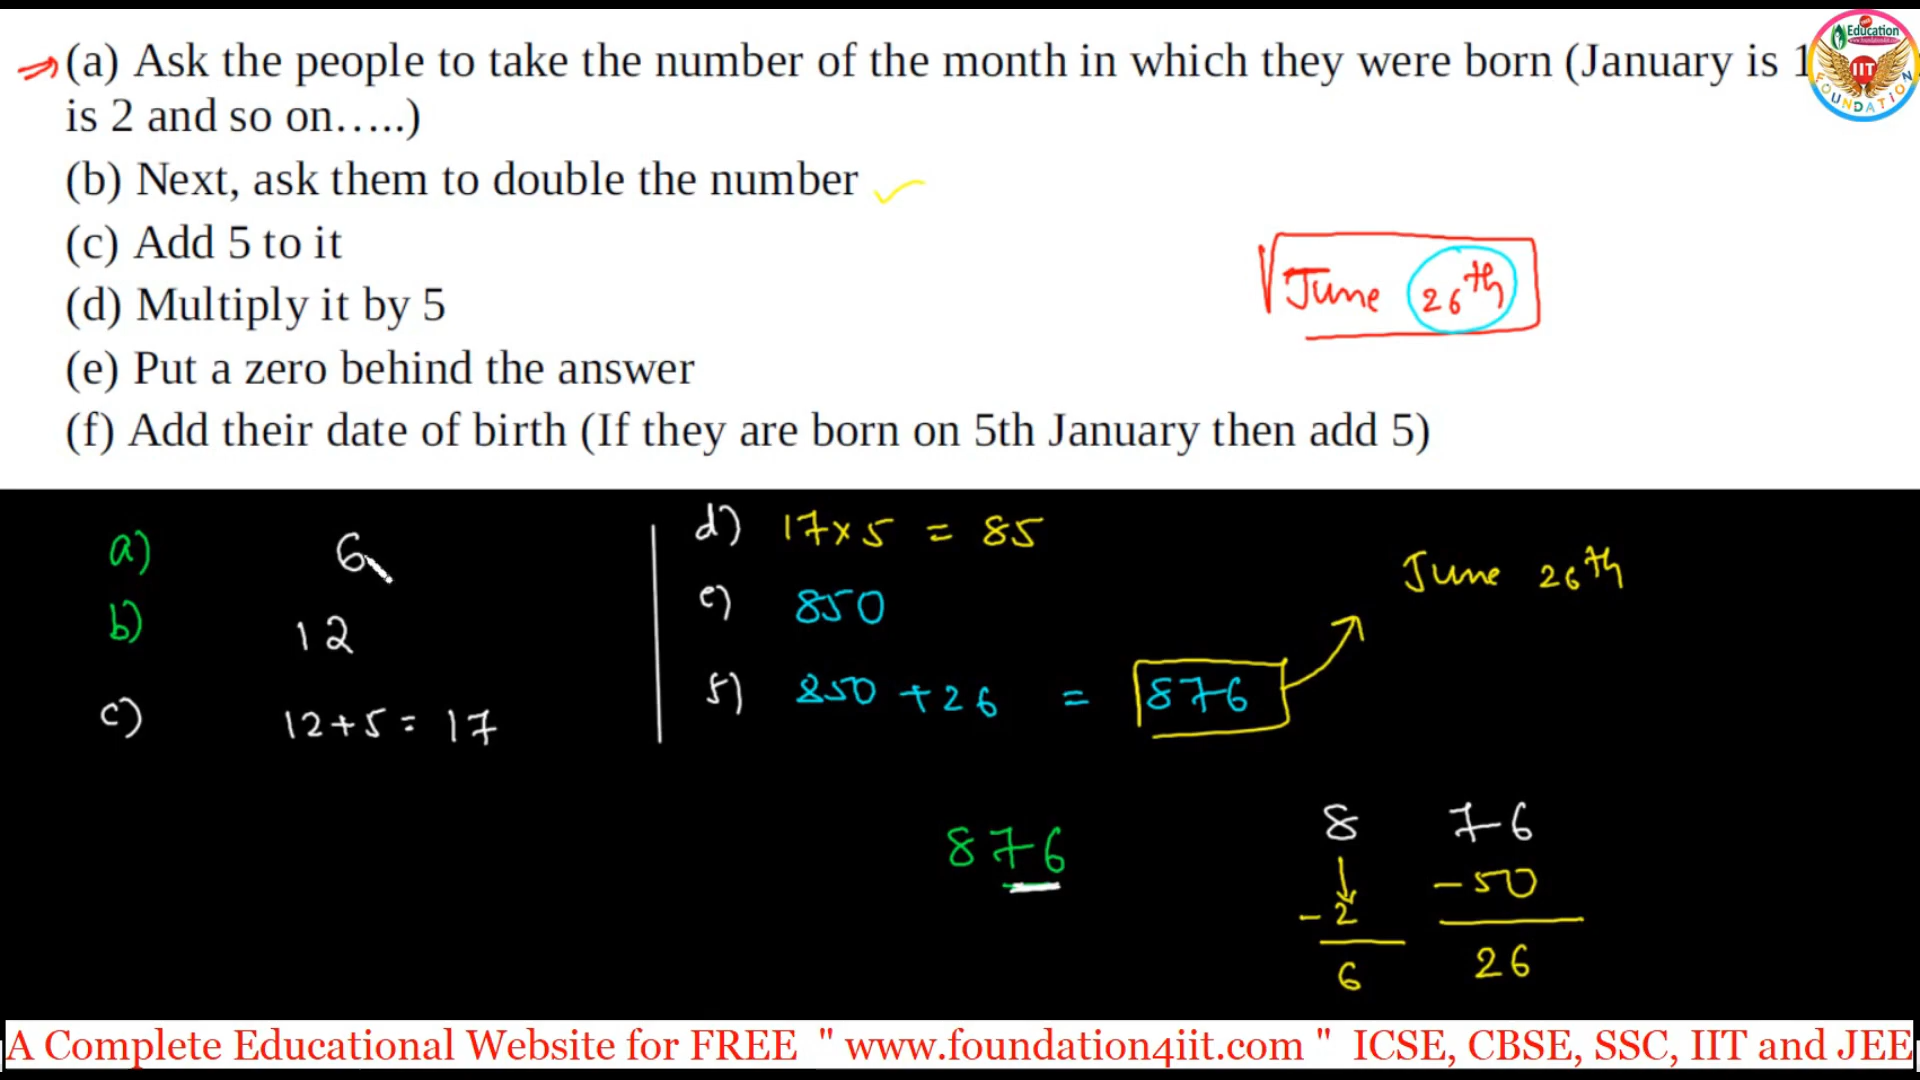 (a) Ask the people to take the number of the month in which they were born (January is 1
is 2 and so on…..)
(b) Next, ask them to double the number
(c) Add 5 to it
(d) Multiply it by 5
(e) Put a zero behind the answer
(f) Add their date of birth (If they are born on 5th January then add 5)
June 26th
Education
IIT
FOUNDATION
a) 6
b) 12
c) 12+5= 17
d) 17×5 = 85
e) 850
f) 850 +26 = 876
June 26th
876
8 76
-50
-2
6 26
A Complete Educational Website for FREE " www.foundation4iit.com " ICSE, CBSE, SSC, IIT and JEE